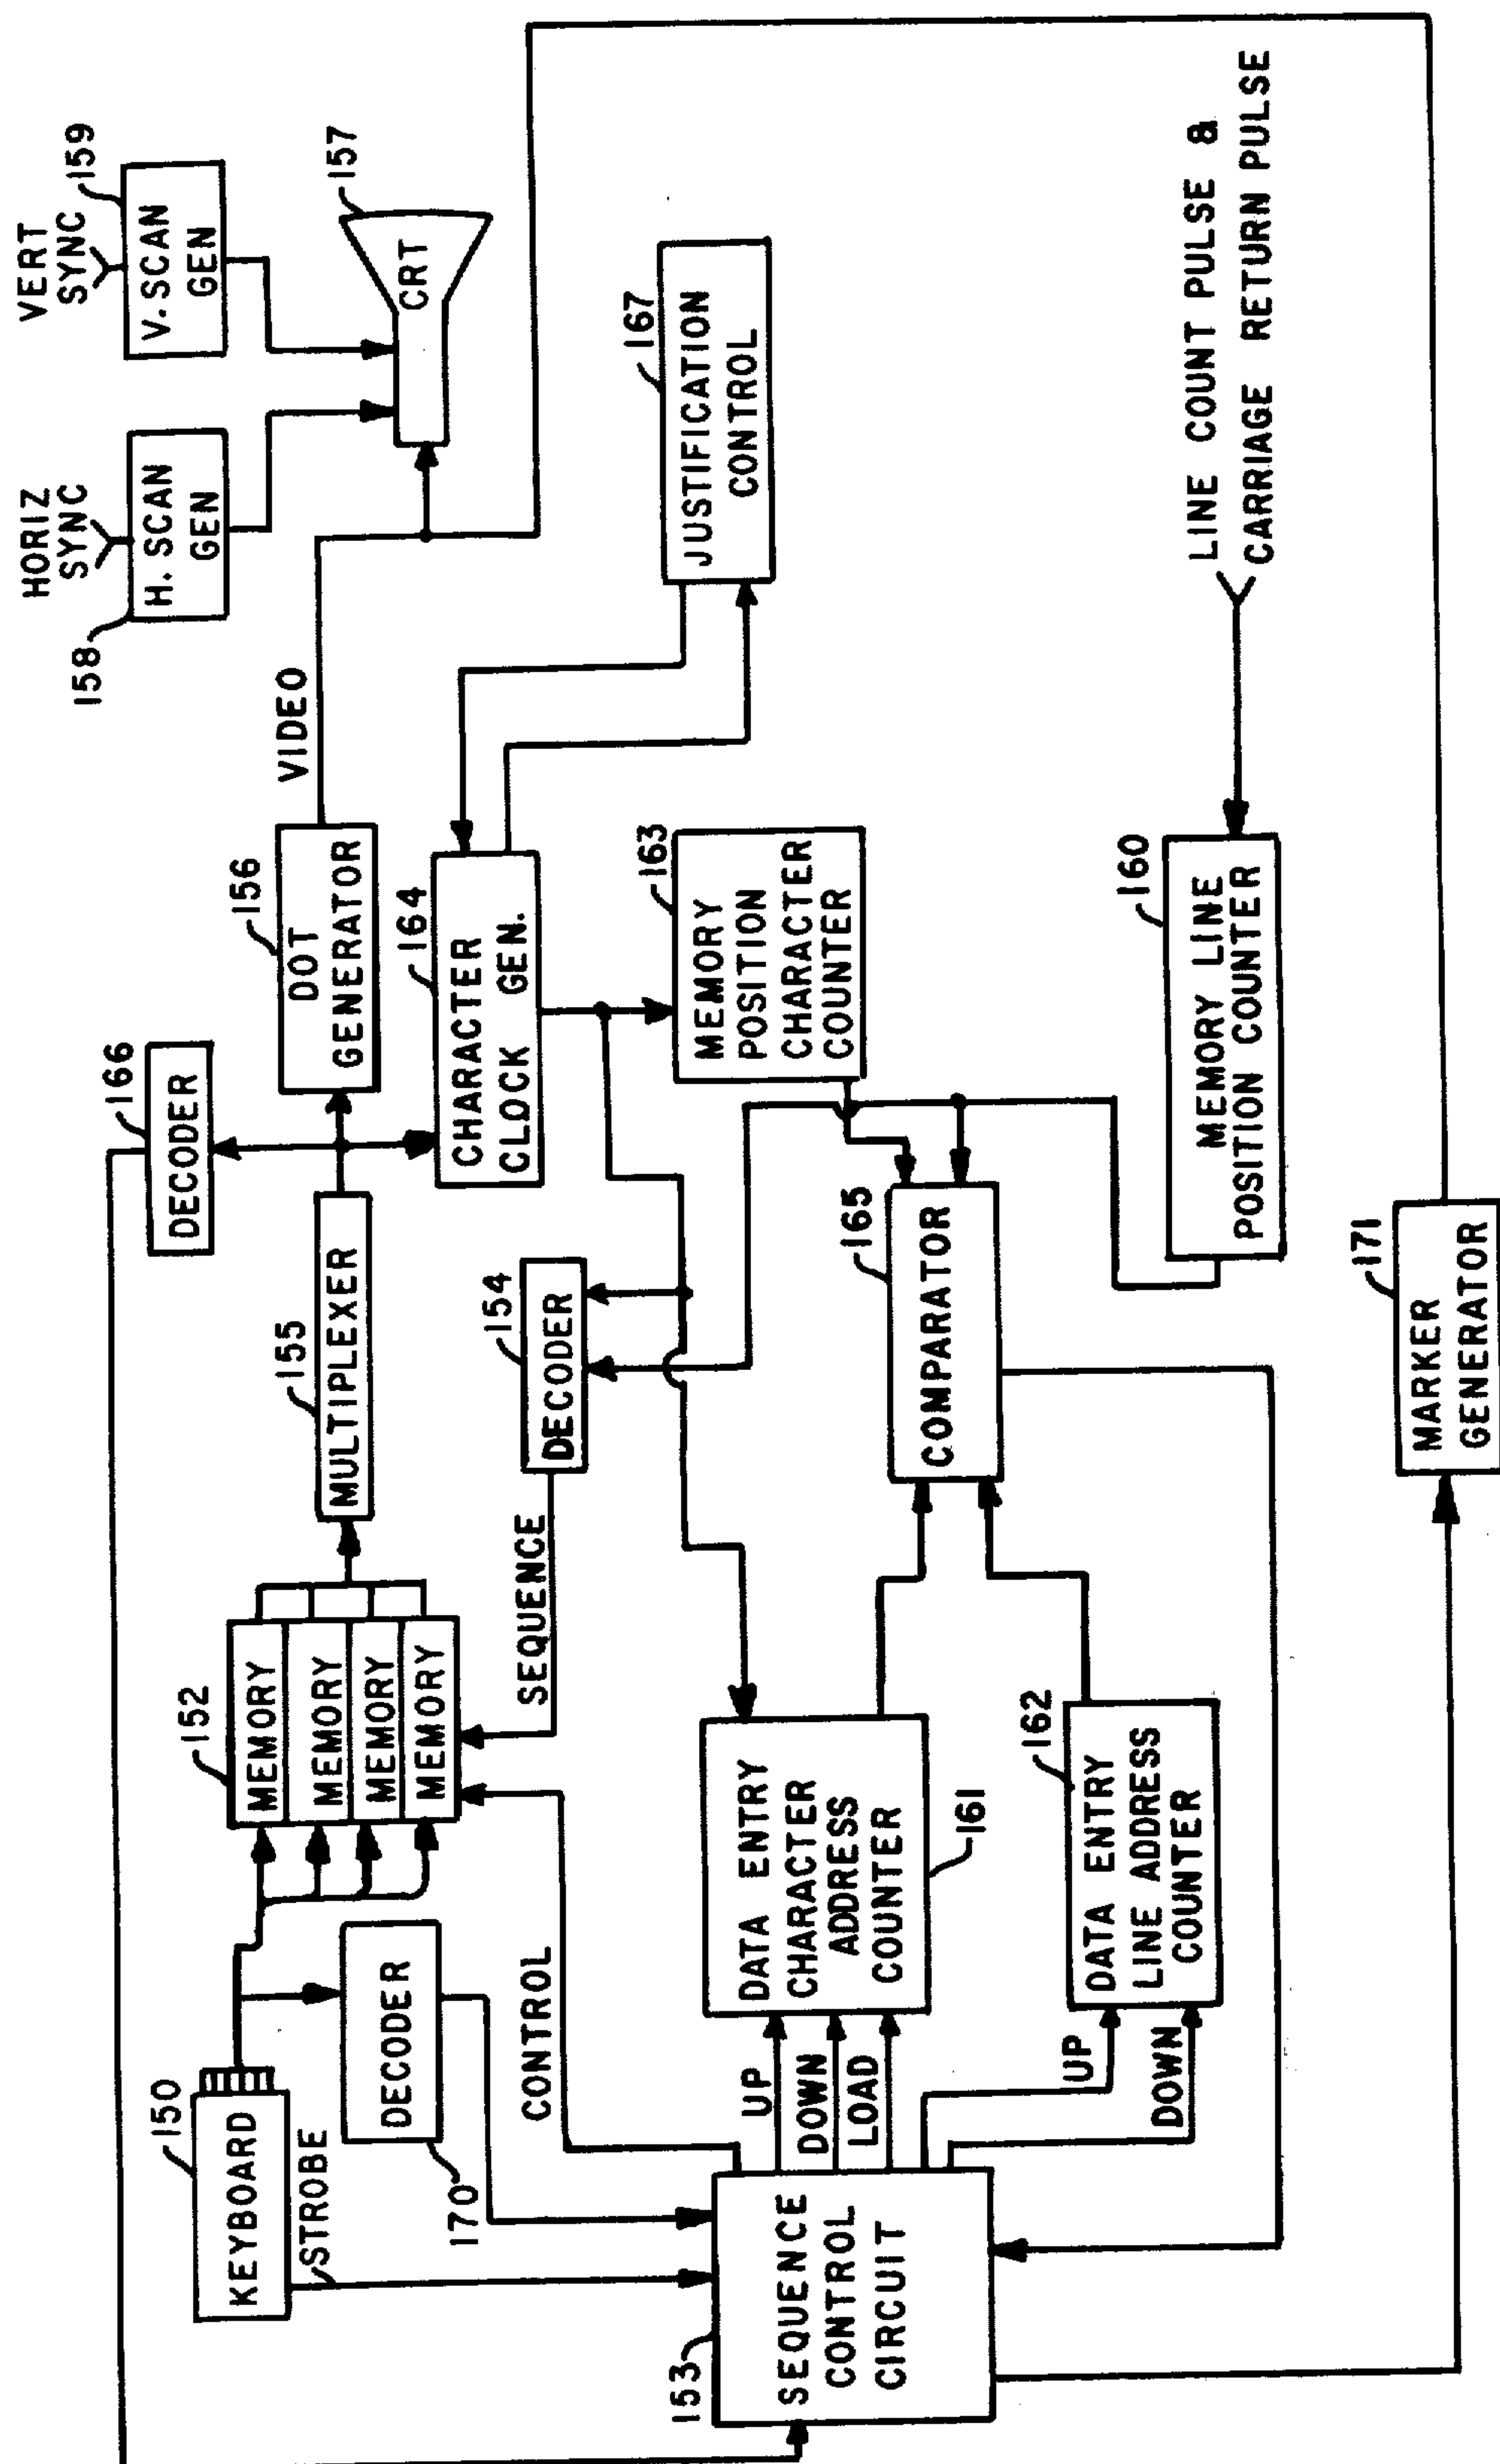 VERT
SYNC
159
V. SCAN
GEN
HORIZ
SYNC
158
H. SCAN
GEN
157
CRT
VIDEO
156
DOT
GENERATOR
166
DECODER
155
MULTIPLEXER
152
MEMORY
MEMORY
MEMORY
MEMORY
150
KEYBOARD
STROBE
DECODER
170
CONTROL
SEQUENCE
154
DECODER
164
CHARACTER
CLOCK GEN.
167
JUSTIFICATION
CONTROL
163
MEMORY
POSITION
CHARACTER
COUNTER
165
COMPARATOR
DATA ENTRY
CHARACTER
ADDRESS
COUNTER
161
UP
DOWN
LOAD
153
SEQUENCE
CONTROL
CIRCUIT
162
DATA ENTRY
LINE ADDRESS
COUNTER
UP
DOWN
160
MEMORY LINE
POSITION COUNTER
LINE COUNT PULSE &
CARRIAGE RETURN PULSE
171
MARKER
GENERATOR